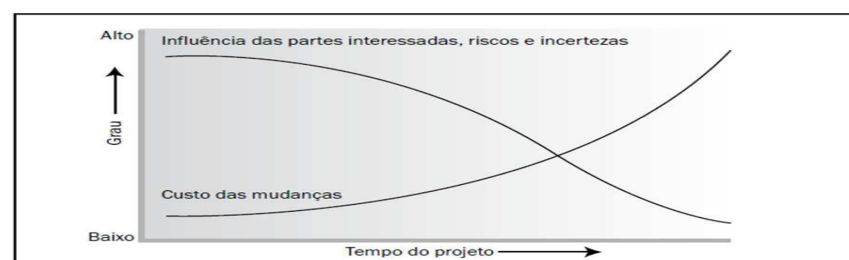 Alto
Influência das partes interessadas, riscos e incertezas
Grau
Custo das mudanças
Baixo
Tempo do projeto